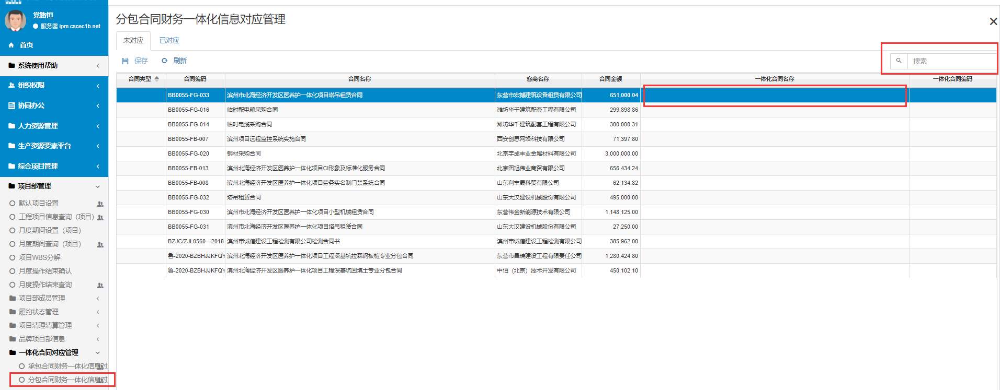 党路恒
服务器 ipm.cscec1b.net
首页
系统使用帮助
组织权限
协同办公
人力资源管理
生产资源要素平台
综合项目管理
项目部管理
默认项目设置
工程项目信息查询（项目）
月度期间设置（项目）
月度期间查询（项目）
项目WBS分解
月度操作结束确认
月度操作结束查询
项目部成员管理
履约状态管理
项目清理清算管理
品牌项目部信息
一体化合同对应管理
承包合同财务一体化信息对
分包合同财务一体化信息对
分包合同财务一体化信息对应管理
未对应 已对应
保存 刷新 搜索
合同类型 合同编码 合同名称 客商名称 合同金额 一体化合同名称 一体化合同编码
BB0055-FG-033 滨州市北海经济开发区医养护一体化项目塔吊租赁合同 东营市宏搏建筑设备租赁有限公司 651,000.04
BB0055-FG-016 临时配电箱采购合同 潍坊华千建筑配套工程有限公司 299,898.86
BB0055-FG-014 临时电缆采购合同 潍坊华千建筑配套工程有限公司 300,000.31
BB0055-FB-007 滨州项目远程监控系统实施合同 西安创思网络科技有限公司 71,397.80
BB0055-FG-020 钢材采购合同 北京宇成丰业金属材料有限公司 3,000,000.00
BB0055-FB-013 滨州北海经济开发区医养护一体化项目CI形象及标准化服务合同 北京囝旭伟业商贸有限公司 656,434.24
BB0055-FB-008 滨州北海经济开发区医养护一体化项目劳务实名制门禁系统合同 山东利丰晟科贸有限公司 62,134.82
BB0055-FG-032 塔吊租赁合同 山东大汉建设机械股份有限公司 495,000.00
BB0055-FG-030 滨州市北海经济开发区医养护一体化项目小型机械租赁合同 东营伟金新能源技术有限公司 1,148,125.00
BB0055-FG-031 滨州市北海经济开发区医养护一体化项目塔吊租赁合同 山东大汉建设机械股份有限公司 27,250.00
BZJC/ZJL0560—2018 滨州市诚信建设工程检测有限公司检测合同书 滨州市诚信建设工程检测有限公司 385,962.00
鲁-2020-BZBHJJKFQY 滨州北海经济开发区医养护一体化项目工程深基坑拉森钢板桩专业分包合同 东营市昌瑞建设工程有限责任公司 1,280,424.80
鲁-2020-BZBHJJKFQY 滨州北海经济开发区医养护一体化项目工程深基坑回填土专业分包合同 中佰（北京）技术开发有限公司 450,102.10